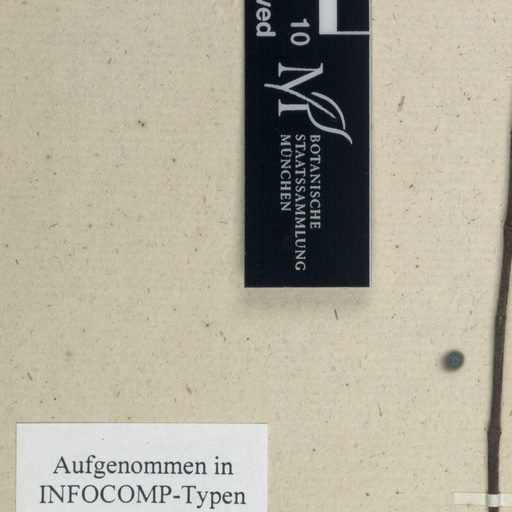 ved
10
M
BOTANISCHE
STAATSSAMMLUNG
MÜNCHEN
Aufgenommen in
INFOCOMP-Typen